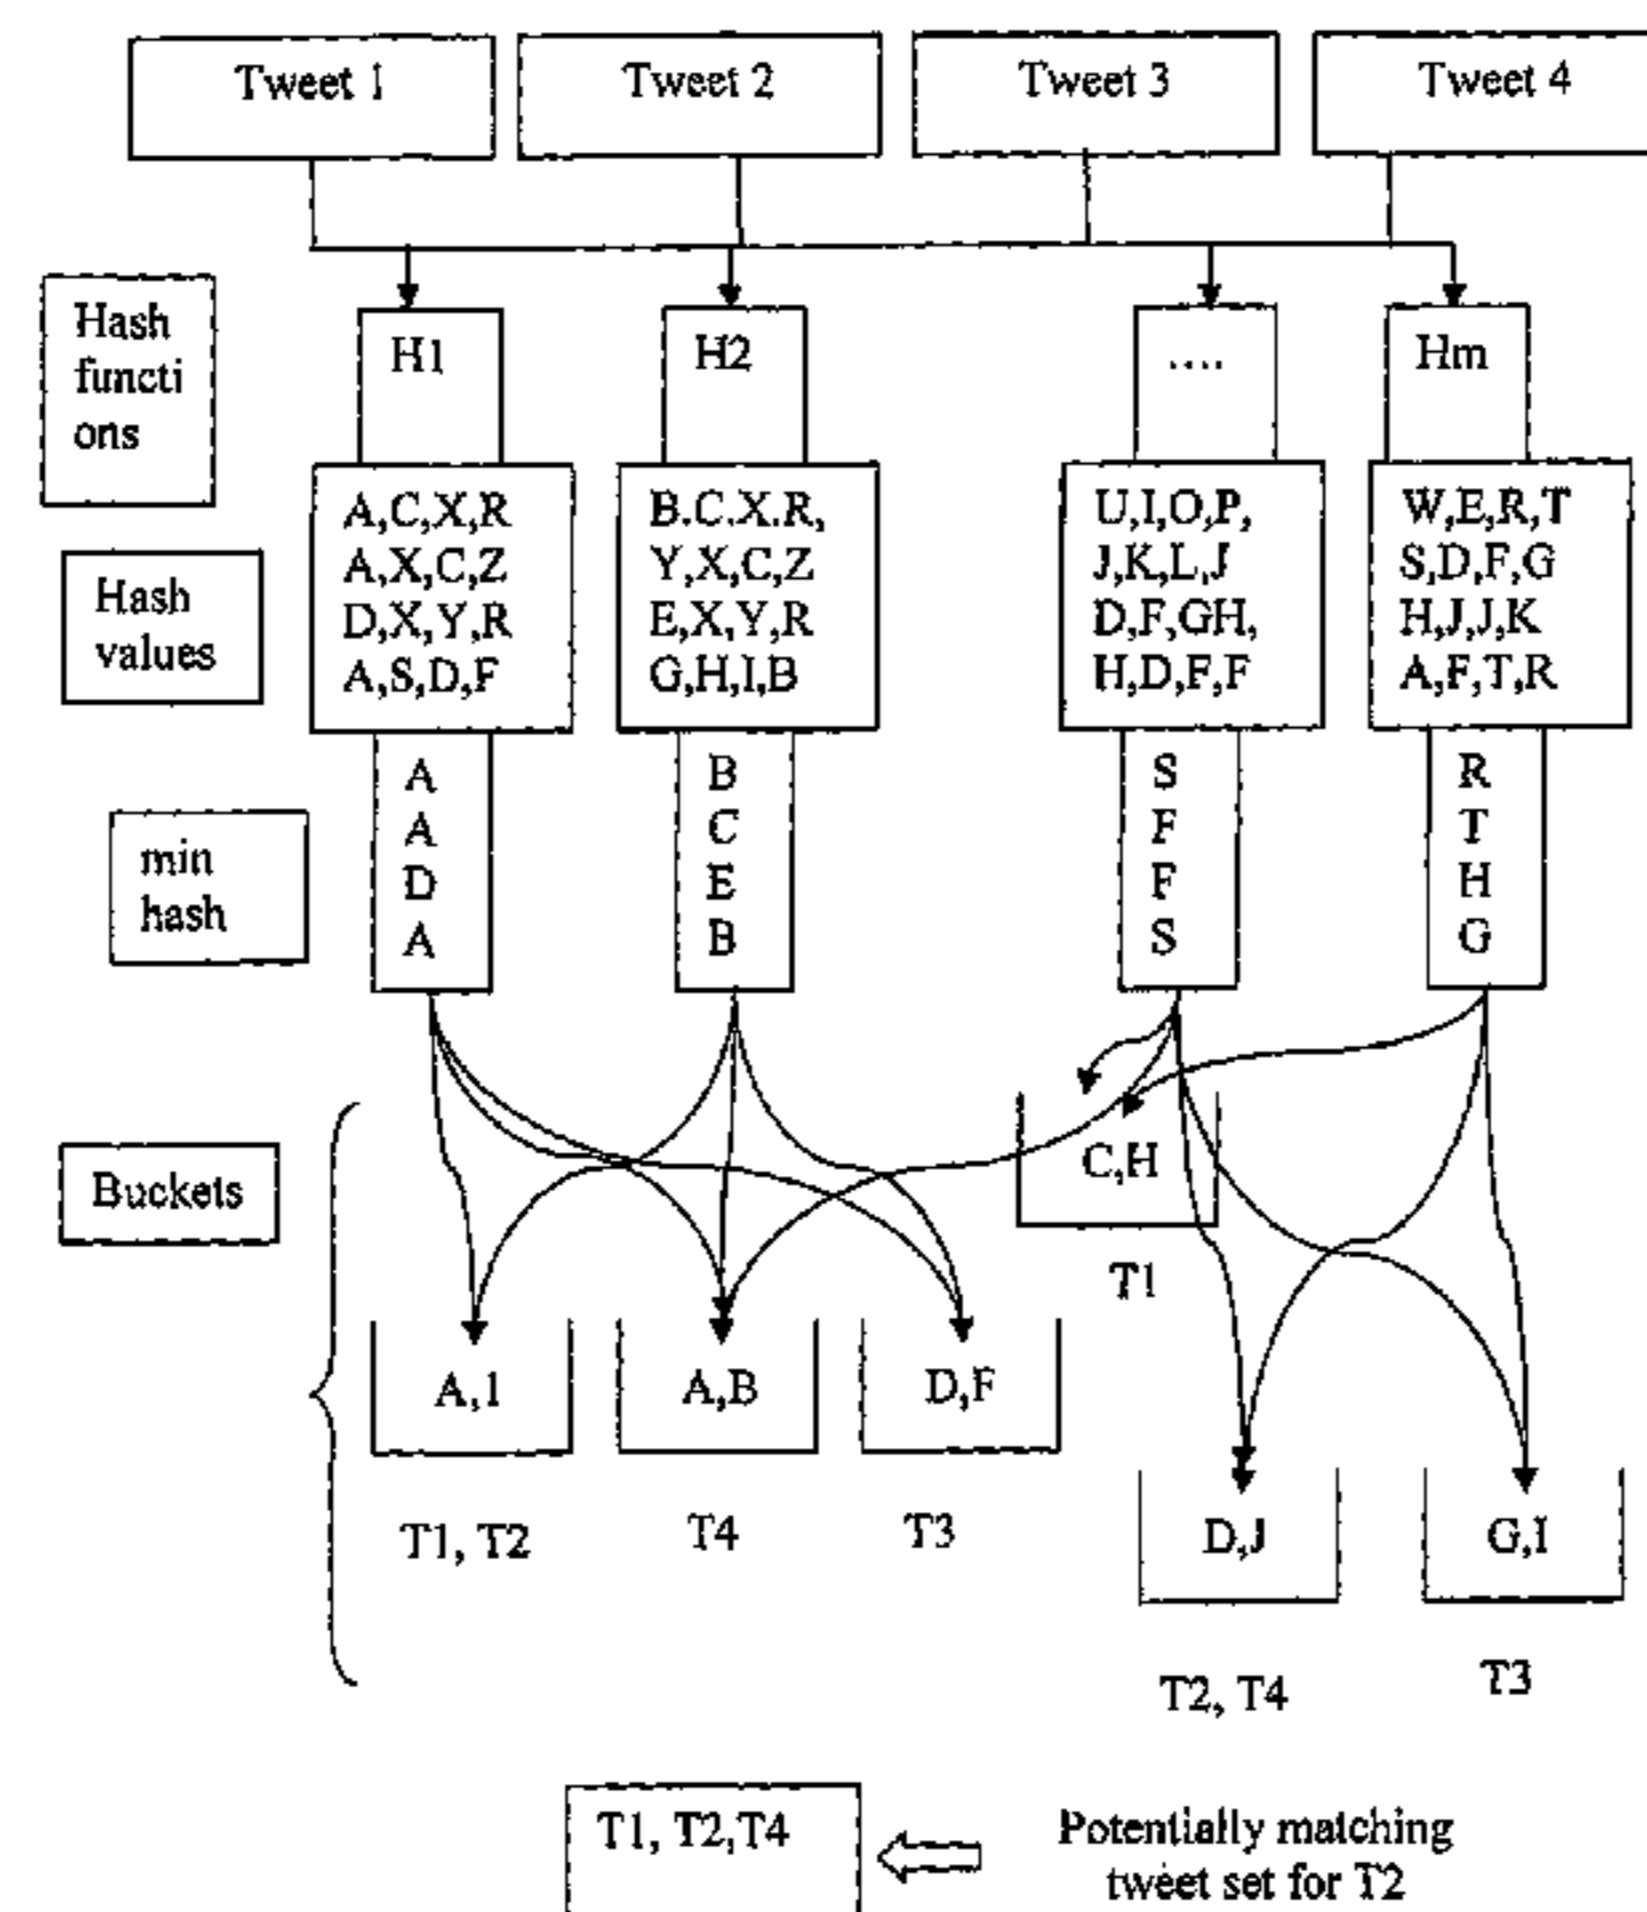 Tweet 1
Tweet 2
Tweet 3
Tweet 4
Hash
functi
ons
H1
H2
....
Hm
Hash
values
A,C,X,R
A,X,C,Z
D,X,Y,R
A,S,D,F
B.C.X.R,
Y,X,C,Z
E,X,Y,R
G,H,I,B
U,I,O,P,
J,K,L,J
D,F,GH,
H,D,F,F
W,E,R,T
S,D,F,G
H,J,J,K
A,F,T,R
min
hash
A
A
D
A
B
C
E
B
S
F
F
S
R
T
H
G
Buckets
C,H
T1
A,1
A,B
D,F
T1, T2
T4
T3
D,J
G,I
T2, T4
T3
T1, T2,T4
Potentially matching
tweet set for T2